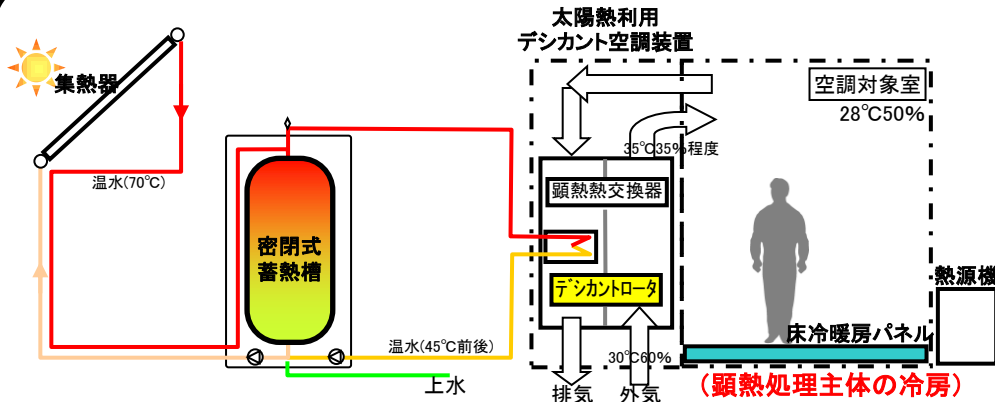 太陽熱利用
デシカント空調装置
集熱器
空調対象室
28℃50%
35℃35%程度
温水(70℃)
顕熱熱交換器
密閉式
蓄熱槽
デシカントロータ
熱源機
床冷暖房パネル
温水(45℃前後)
30℃60%
上水
排気
外気
(顕熱処理主体の冷房)